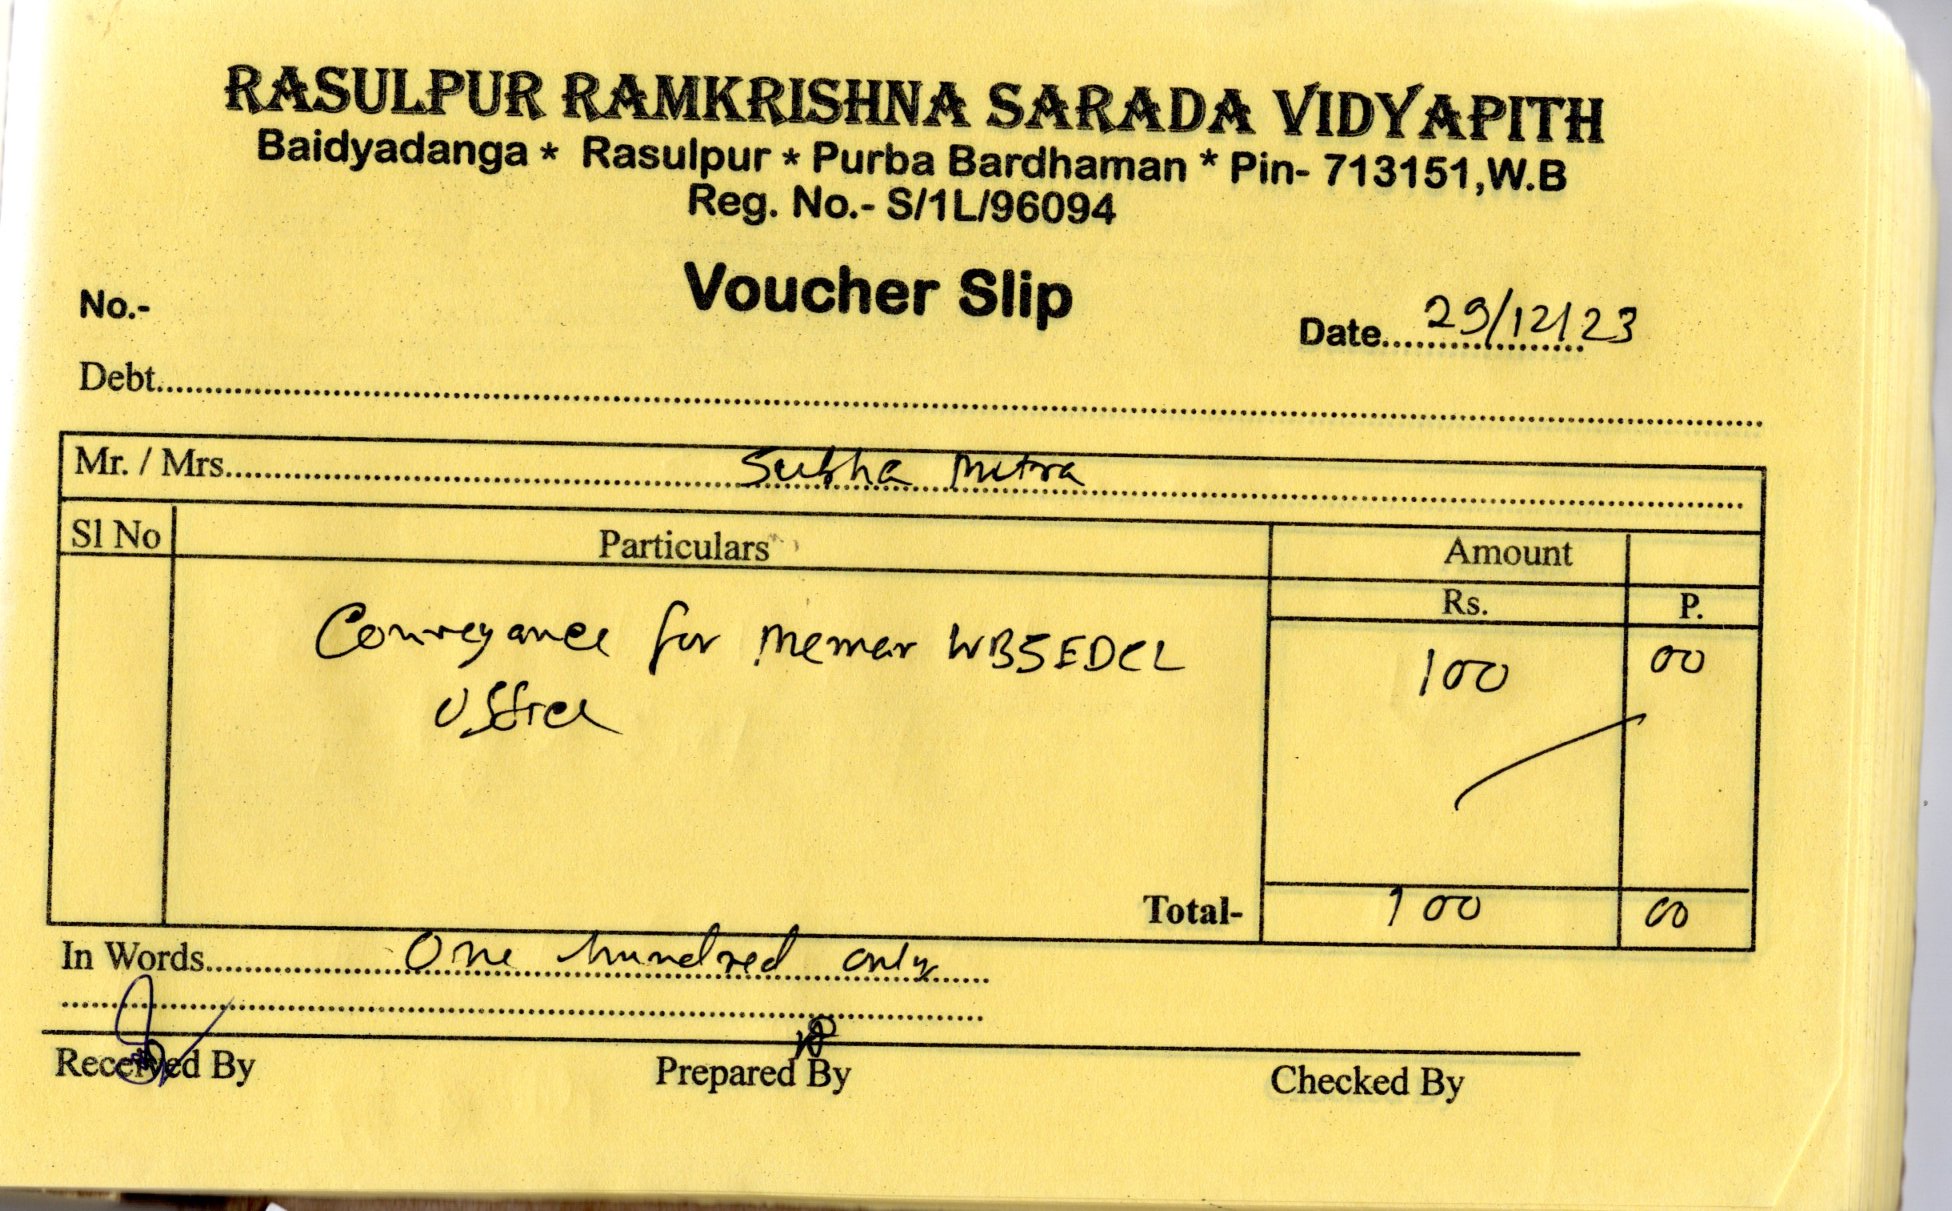 RASULPUR RAMKRISHNA SARADA VIDYAPITH
Baidyadanga * Rasulpur * Purba Bardhaman * Pin- 713151,W.B
Reg. No.- S/1L/96094
Voucher Slip
No.-
Date 29/12/23
Debt
Mr. / Mrs. Subha Mitra
Sl No Particulars Amount
Rs. P.
Conveyance for Memar WBSEDCL 100 00
Office
Total- 100 00
In Words One hundred only
Received By Prepared By Checked By